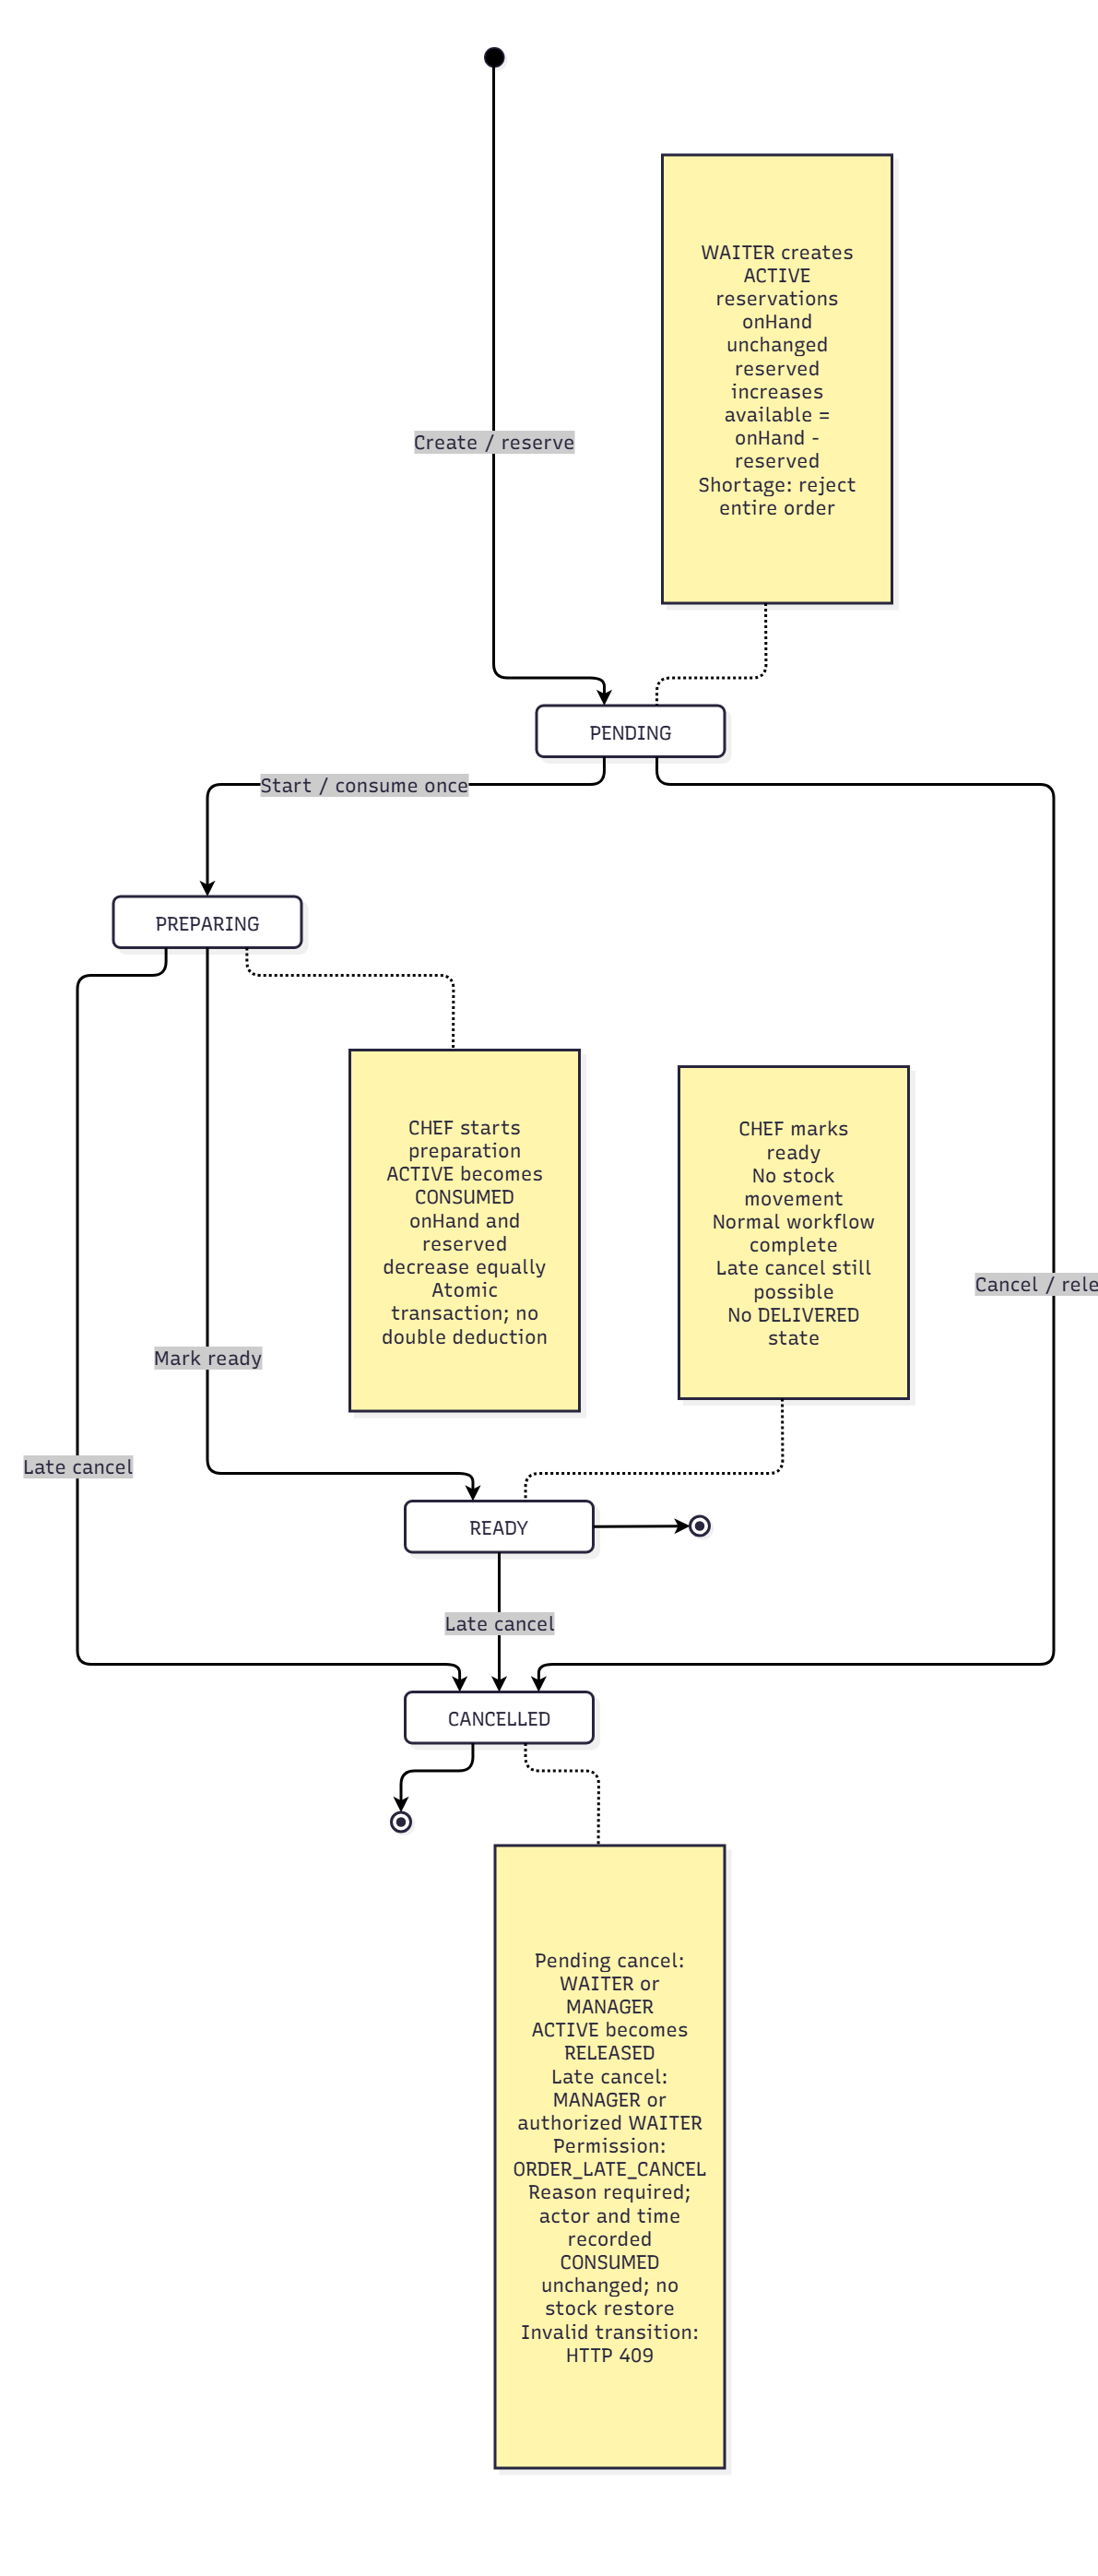 WAITER creates
ACTIVE
reservations
onHand
unchanged
reserved
increases
available =
onHand -
reserved
Shortage: reject
entire order
Create / reserve
PENDING
Start / consume once
PREPARING
CHEF starts
preparation
ACTIVE becomes
CONSUMED
onHand and
reserved
decrease equally
Atomic
transaction; no
double deduction
CHEF marks
ready
No stock
movement
Normal workflow
complete
Late cancel still
possible
No DELIVERED
state
Cancel / rele
Mark ready
Late cancel
READY
Late cancel
CANCELLED
Pending cancel:
WAITER or
MANAGER
ACTIVE becomes
RELEASED
Late cancel:
MANAGER or
authorized WAITER
Permission:
ORDER_LATE_CANCEL
Reason required;
actor and time
recorded
CONSUMED
unchanged; no
stock restore
Invalid transition:
HTTP 409